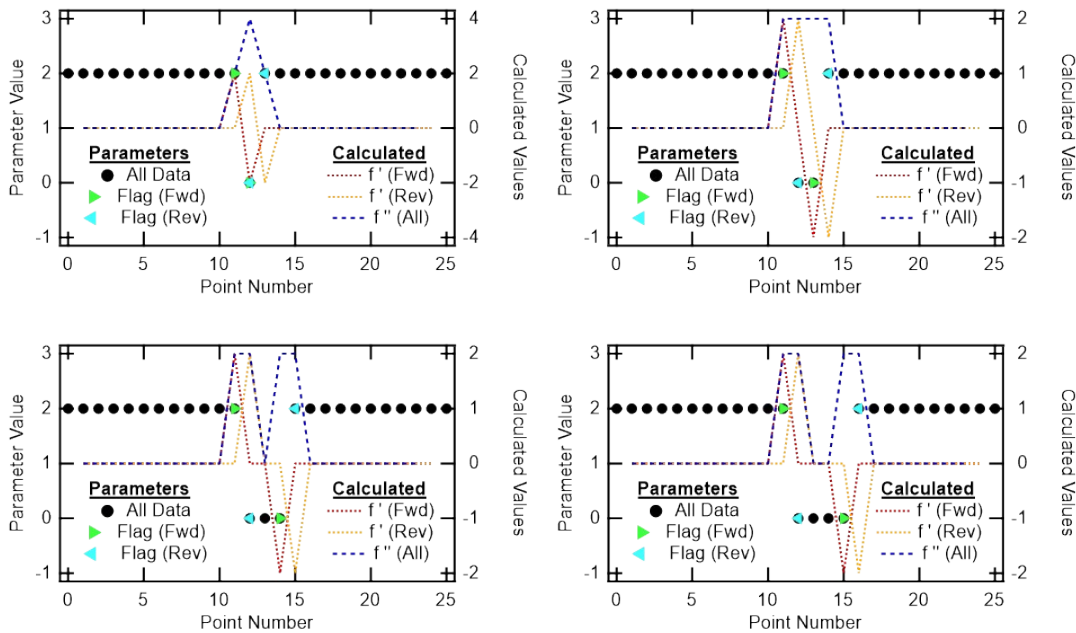 3 4
2 2
1 0
0 -2
-1 -4
Parameter Value
Calculated Values
Parameters Calculated
All Data f ' (Fwd)
Flag (Fwd) f ' (Rev)
Flag (Rev) f '' (All)
0 5 10 15 20 25
Point Number
3 2
2 1
1 0
0 -1
-1 -2
Parameter Value
Calculated Values
Parameters Calculated
All Data f ' (Fwd)
Flag (Fwd) f ' (Rev)
Flag (Rev) f '' (All)
0 5 10 15 20 25
Point Number
3 2
2 1
1 0
0 -1
-1 -2
Parameter Value
Calculated Values
Parameters Calculated
All Data f ' (Fwd)
Flag (Fwd) f ' (Rev)
Flag (Rev) f '' (All)
0 5 10 15 20 25
Point Number
3 2
2 1
1 0
0 -1
-1 -2
Parameter Value
Calculated Values
Parameters Calculated
All Data f ' (Fwd)
Flag (Fwd) f ' (Rev)
Flag (Rev) f '' (All)
0 5 10 15 20 25
Point Number